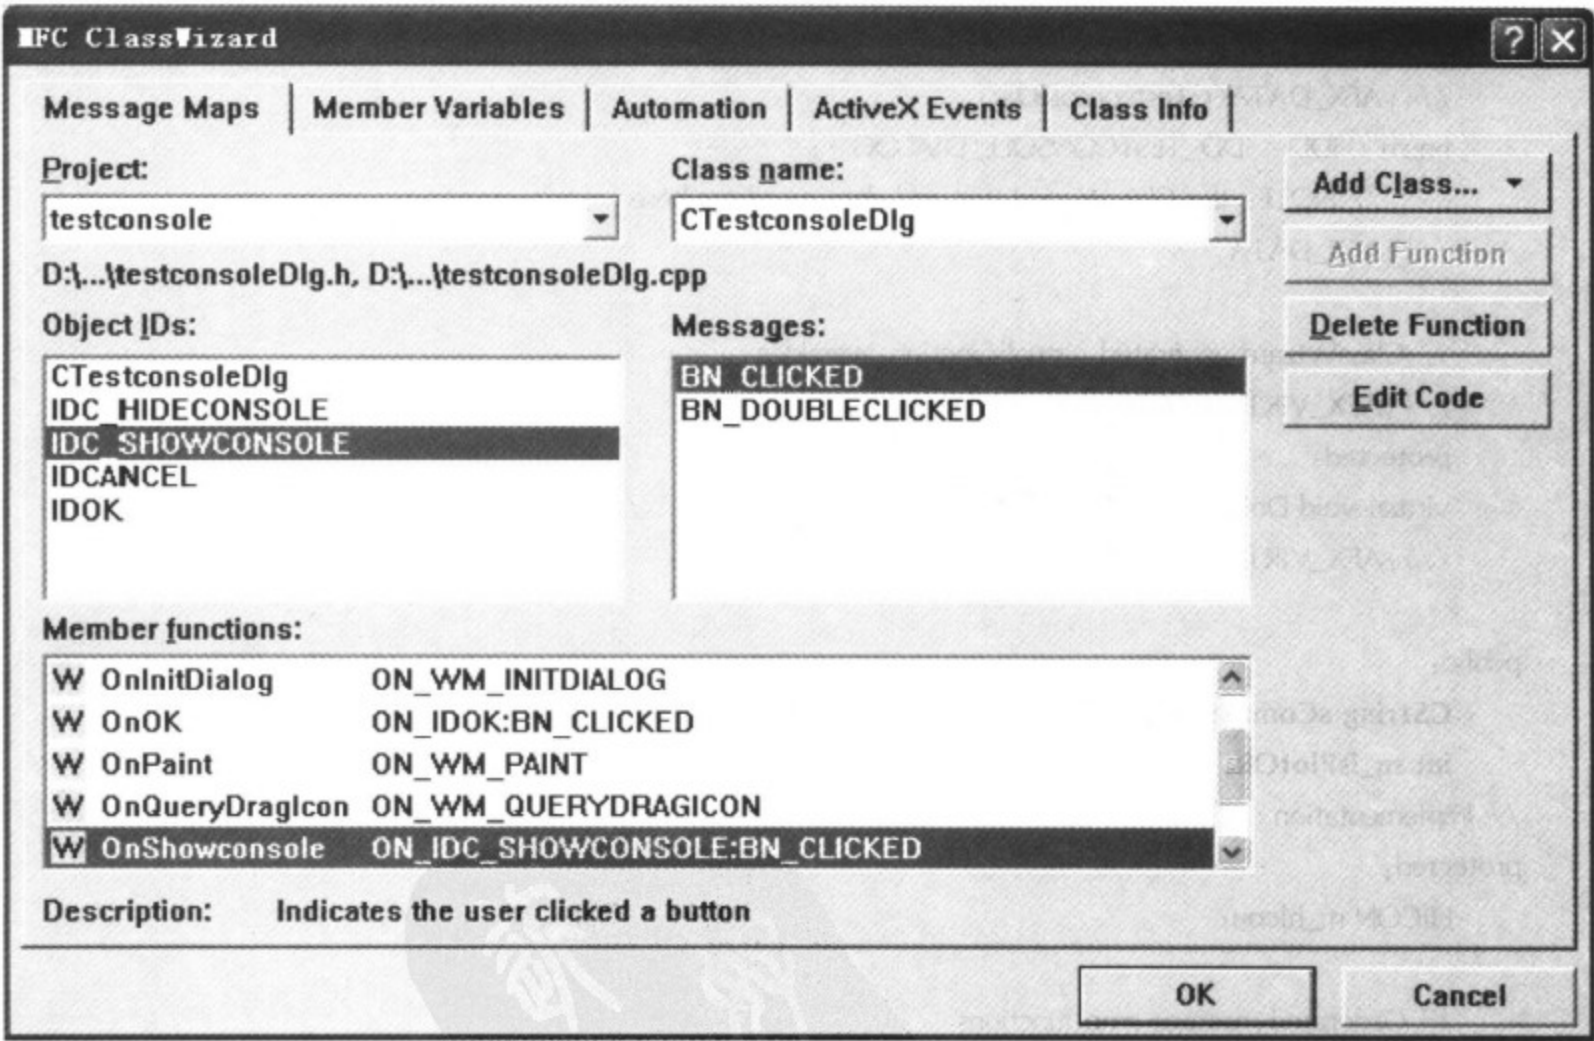 MFC ClassWizard
Message Maps
Member Variables
Automation
ActiveX Events
Class Info
Project:
testconsole
Class name:
CTestconsoleDlg
Add Class...
Add Function
D:\...\testconsoleDlg.h, D:\...\testconsoleDlg.cpp
Delete Function
Edit Code
Object IDs:
CTestconsoleDlg
IDC_HIDECONSOLE
IDC_SHOWCONSOLE
IDCANCEL
IDOK
Messages:
BN_CLICKED
BN_DOUBLECLICKED
Member functions:
W OnInitDialog ON_WM_INITDIALOG
W OnOK ON_IDOK:BN_CLICKED
W OnPaint ON_WM_PAINT
W OnQueryDragIcon ON_WM_QUERYDRAGICON
W OnShowconsole ON_IDC_SHOWCONSOLE:BN_CLICKED
Description: Indicates the user clicked a button
OK
Cancel